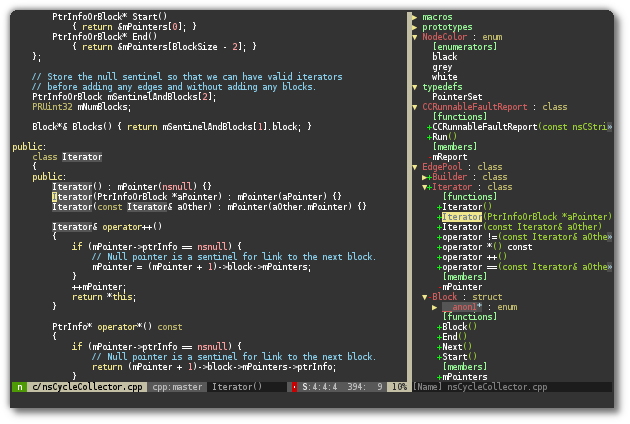 PtrInfoOrBlock* Start()
    { return &mPointers[0]; }
PtrInfoOrBlock* End()
    { return &mPointers[BlockSize - 2]; }
};
// Store the null sentinel so that we can have valid iterators
// before adding any edges and without adding any blocks.
PtrInfoOrBlock mSentinelAndBlocks[2];
PRUint32 mNumBlocks;
Block*& Blocks() { return mSentinelAndBlocks[1].block; }
public:
class Iterator
{
public:
Iterator() : mPointer(nsnull) {}
Iterator(PtrInfoOrBlock *aPointer) : mPointer(aPointer) {}
Iterator(const Iterator& aOther) : mPointer(aOther.mPointer) {}
Iterator& operator++()
{
if (mPointer->ptrInfo == nsnull) {
// Null pointer is a sentinel for link to the next block.
mPointer = (mPointer + 1)->block->mPointers;
}
++mPointer;
return *this;
}
PtrInfo* operator*() const
{
if (mPointer->ptrInfo == nsnull) {
// Null pointer is a sentinel for link to the next block.
return (mPointer + 1)->block->mPointers->ptrInfo;
}
n c/nsCycleCollector.cpp cpp:master Iterator() S:4:4:4 394: 9 10%
▶ macros
▶ prototypes
▼ NodeColor : enum
[enumerators]
black
grey
white
▼ typedefs
PointerSet
▼ CCRunnableFaultReport : class
[functions]
+CCRunnableFaultReport(const nsCStri»
+Run()
[members]
mReport
▼ EdgePool : class
▶+Builder : class
▼+Iterator : class
[functions]
+Iterator()
+Iterator(PtrInfoOrBlock *aPointer)
+Iterator(const Iterator& aOther)
+operator !=(const Iterator& aOthe»
+operator *() const
+operator ++()
+operator ==(const Iterator& aOthe»
[members]
-mPointer
▼ Block : struct
▶ __anon1* : enum
[functions]
+Block()
+End()
+Next()
+Start()
[members]
+mPointers
[Name] nsCycleCollector.cpp